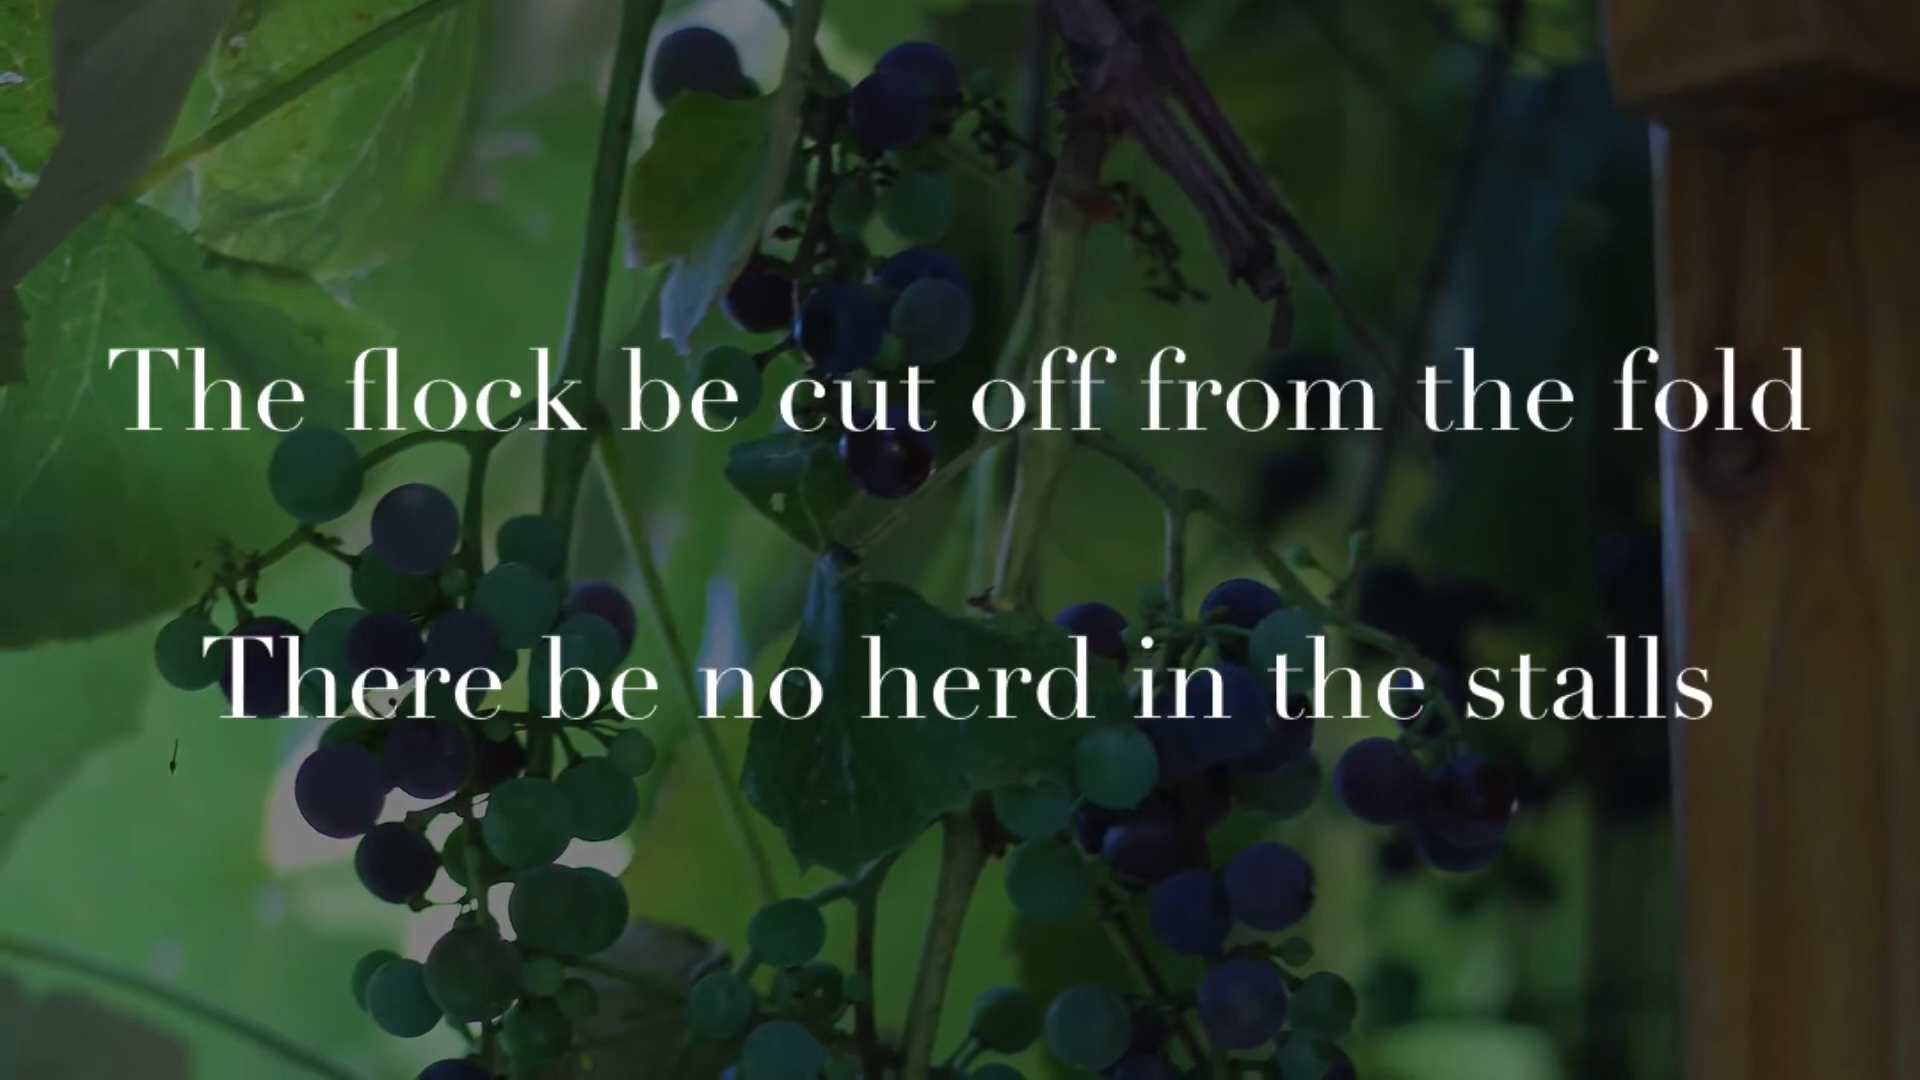 The flock be cut off from the fold
There be no herd in the stalls